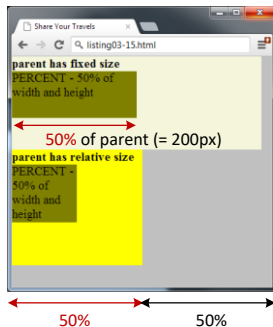 Share Your Travels
listing03-15.html
parent has fixed size
PERCENT - 50% of
width and height
50% of parent (= 200px)
parent has relative size
PERCENT -
50% of
width and
height
50%
50%